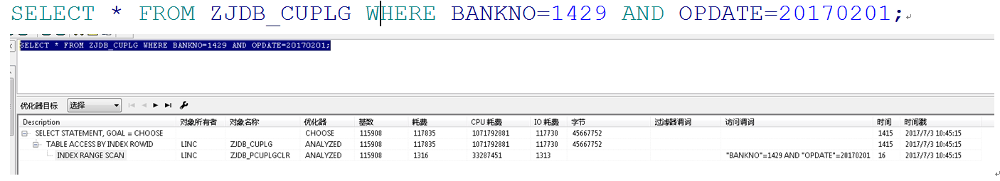 SELECT * FROM ZJDB_CUPLG WHERE BANKNO=1429 AND OPDATE=20170201;
SELECT * FROM ZJDB_CUPLG WHERE BANKNO=1429 AND OPDATE=20170201;
优化器目标 选择
Description 对象所有者 对象名称 优化器 基数 耗费 CPU 耗费 IO 耗费 字节 过滤器调词 访问调词 时间 时间戳
SELECT STATEMENT, GOAL = CHOOSE CHOOSE 115908 117835 1071792881 117730 45667752 1415 2017/7/3 10:45:15
TABLE ACCESS BY INDEX ROWID LINC ZJDB_CUPLG ANALYZED 115908 117835 1071792881 117730 45667752 1415 2017/7/3 10:45:15
INDEX RANGE SCAN LINC ZJDB_PCUPLGCLR ANALYZED 115908 1316 33287451 1313 "BANKNO"=1429 AND "OPDATE"=20170201 16 2017/7/3 10:45:15